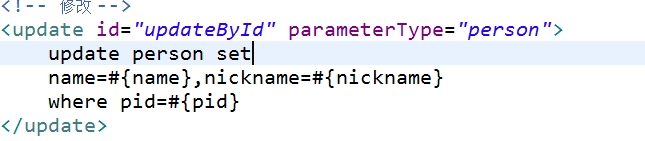 <!-- 修改 -->
<update id="updateById" parameterType="person">
update person set
name=#{name},nickname=#{nickname}
where pid=#{pid}
</update>